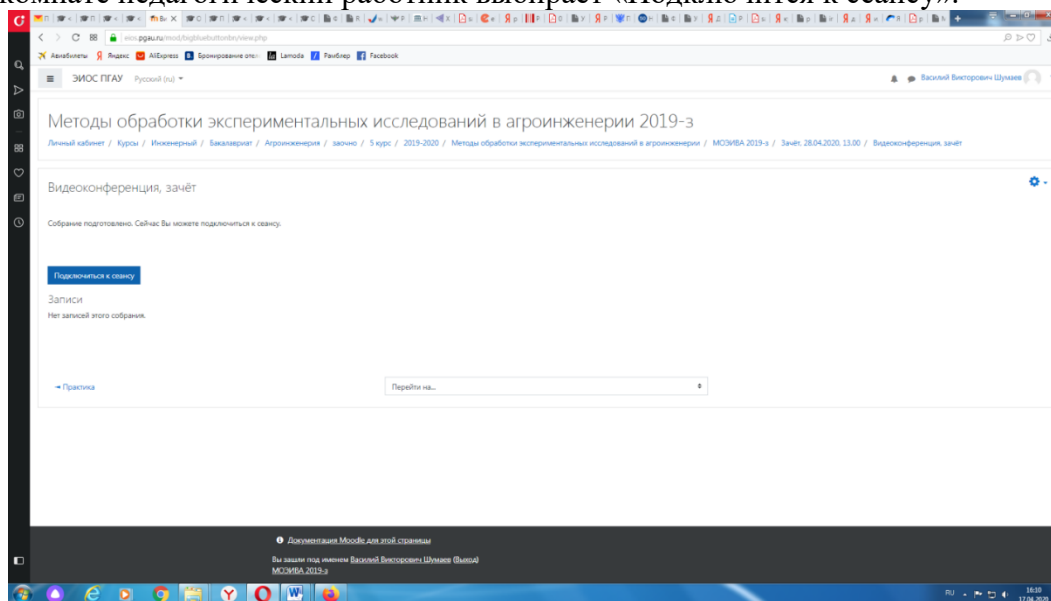 комнате педагогический работник выбирает «Подключится к сеансу».
eios.pgau.ru/mod/bigbluebuttonbn/view.php
Авиабилеты Яндекс AliExpress Бронирование отел Lamoda Рамблер Facebook
ЭИОС ПГАУ Русский (ru) Василий Викторович Шумаев
Методы обработки экспериментальных исследований в агроинженерии 2019-з
Личный кабинет / Курсы / Инженерный / Бакалавриат / Агроинженерия / заочно / 5 курс / 2019-2020 / Методы обработки экспериментальных исследований в агроинженерии / МОЭИВА 2019-з / Зачёт. 28.04.2020. 13.00 / Видеоконференция, зачёт
Видеоконференция, зачёт
Собрание подготовлено. Сейчас Вы можете подключиться к сеансу.
Подключиться к сеансу
Записи
Нет записей этого собрания.
⇝ Практика Перейти на...
Документация Moodle для этой страницы
Вы зашли под именем Василий Викторович Шумаев (Выход)
МОЭИВА 2019-з
RU 16:10
17.04.2020